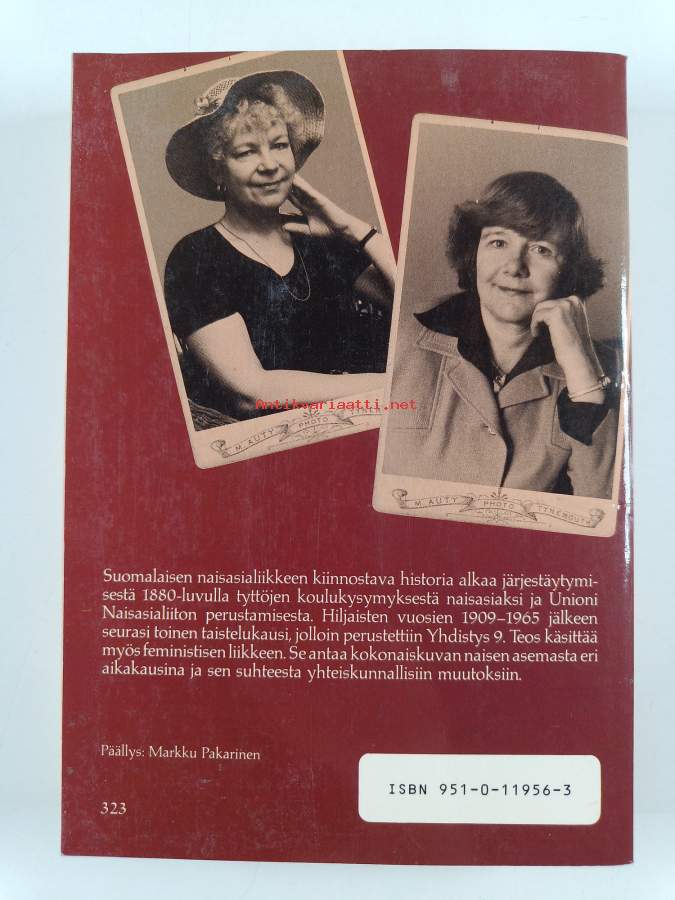 Antikvariaatti.net
M. AUTY PHOTO
M. AUTY PHOTO TYNEMOUTH
Suomalaisen naisasialiikkeen kiinnostava historia alkaa järjestäytymi-
sestä 1880-luvulla tyttöjen koulukysymyksestä naisasiaksi ja Unioni
Naisasialiiton perustamisesta. Hiljaisten vuosien 1909–1965 jälkeen
seurasi toinen taistelukausi, jolloin perustettiin Yhdistys 9. Teos käsittää
myös feministisen liikkeen. Se antaa kokonaiskuvan naisen asemasta eri
aikakausina ja sen suhteesta yhteiskunnallisiin muutoksiin.
Päällys: Markku Pakarinen
ISBN 951-0-11956-3
323